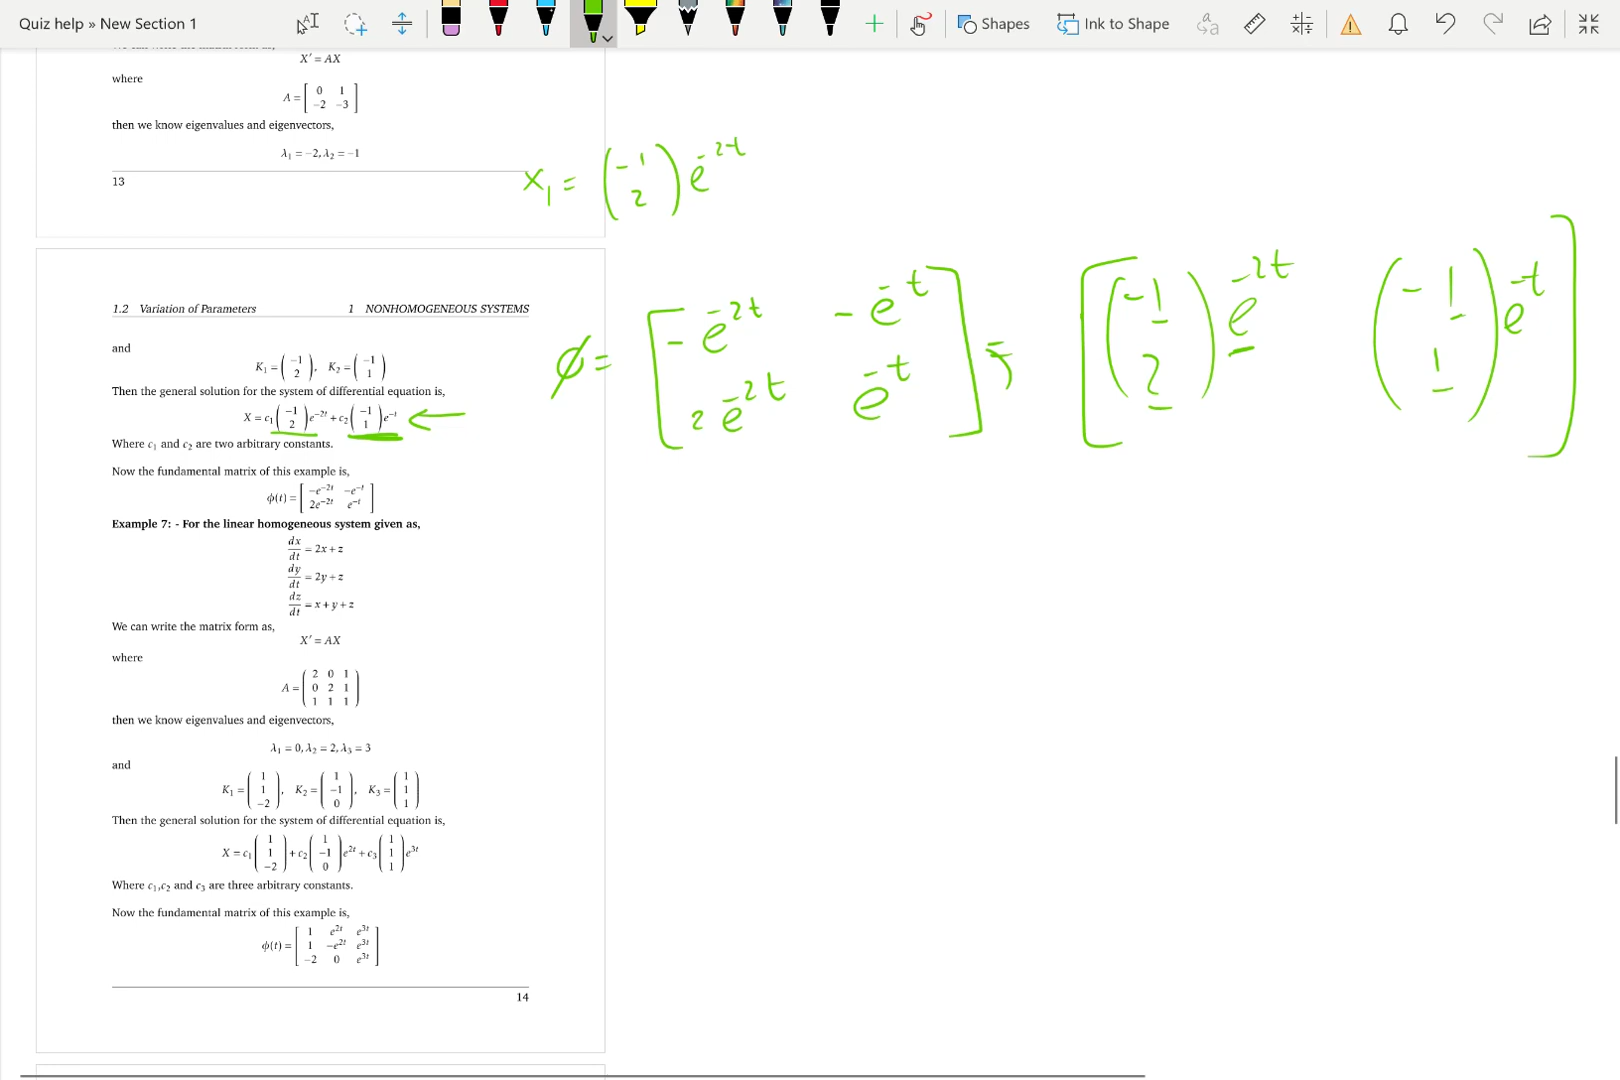 Quiz help » New Section 1
Shapes
Ink to Shape
X′ = AX
where
A = [ 0 1
−2 −3 ]
then we know eigenvalues and eigenvectors,
λ₁ = −2, λ₂ = −1
13
1.2 Variation of Parameters 1 NONHOMOGENEOUS SYSTEMS
and
K₁ = ( −1
2 ), K₂ = ( −1
1 )
Then the general solution for the system of differential equation is,
X = c₁ ( −1
2 ) e⁻²ᵗ + c₂ ( −1
1 ) e⁻ᵗ
Where c₁ and c₂ are two arbitrary constants.
Now the fundamental matrix of this example is,
ϕ(t) = [ −e⁻²ᵗ −e⁻ᵗ
2e⁻²ᵗ e⁻ᵗ ]
Example 7: - For the linear homogeneous system given as,
dx/dt = 2x + z
dy/dt = 2y + z
dz/dt = x + y + z
We can write the matrix form as,
X′ = AX
where
A = ( 2 0 1
0 2 1
1 1 1 )
then we know eigenvalues and eigenvectors,
λ₁ = 0, λ₂ = 2, λ₃ = 3
and
K₁ = ( 1
1
−2 ), K₂ = ( 1
−1
0 ), K₃ = ( 1
1
1 )
Then the general solution for the system of differential equation is,
X = c₁ ( 1
1
−2 ) + c₂ ( 1
−1
0 ) e²ᵗ + c₃ ( 1
1
1 ) e³ᵗ
Where c₁,c₂ and c₃ are three arbitrary constants.
Now the fundamental matrix of this example is,
ϕ(t) = [ 1 e²ᵗ e³ᵗ
1 −e²ᵗ e³ᵗ
−2 0 e³ᵗ ]
14
x₁ = ( −1
2 ) e⁻²ᵗ
ϕ = [ −e⁻²ᵗ −e⁻ᵗ
2e⁻²ᵗ e⁻ᵗ ] = [ ( −1
2 ) e⁻²ᵗ ( −1
1 ) e⁻ᵗ ]